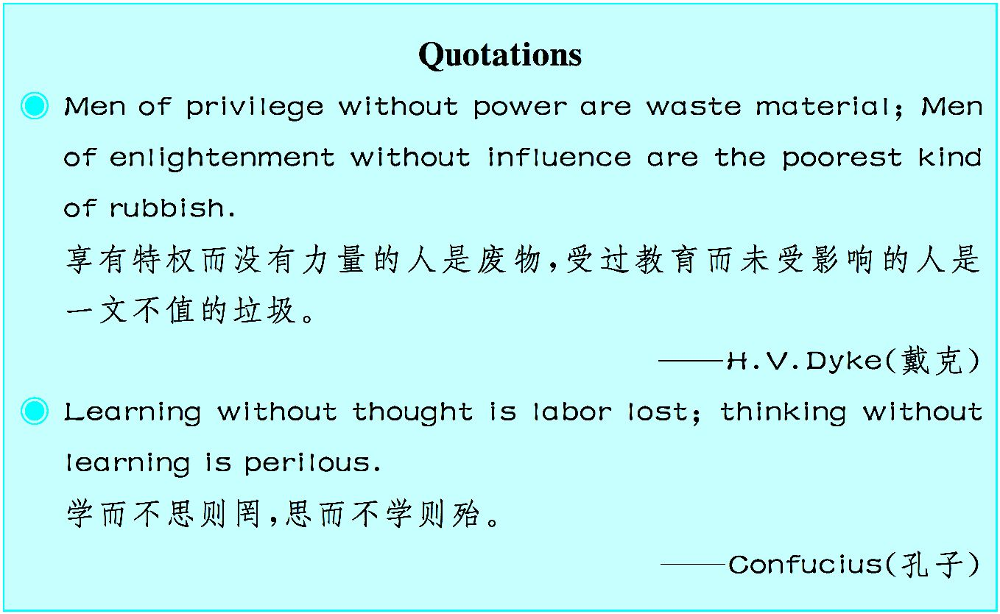 Quotations
Men of privilege without power are waste material; Men
of enlightenment without influence are the poorest kind
of rubbish.
享有特权而没有力量的人是废物,受过教育而未受影响的人是
一文不值的垃圾。
——H.V.Dyke(戴克)
Learning without thought is labor lost; thinking without
learning is perilous.
学而不思则罔,思而不学则殆。
——Confucius(孔子)